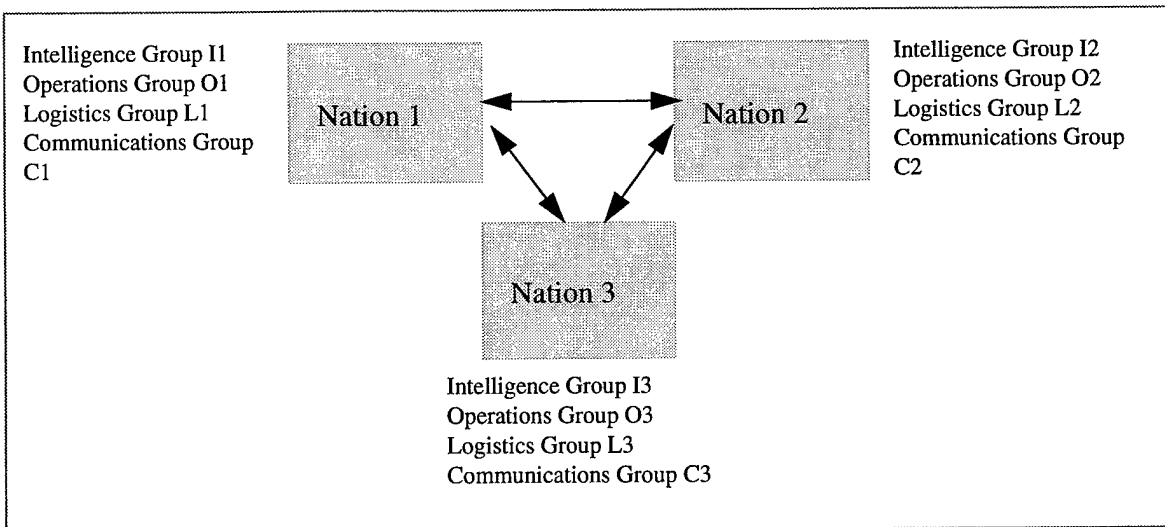 Intelligence Group I1
Operations Group O1
Logistics Group L1
Communications Group
C1
Nation 1
Nation 2
Intelligence Group I2
Operations Group O2
Logistics Group L2
Communications Group
C2
Nation 3
Intelligence Group I3
Operations Group O3
Logistics Group L3
Communications Group C3